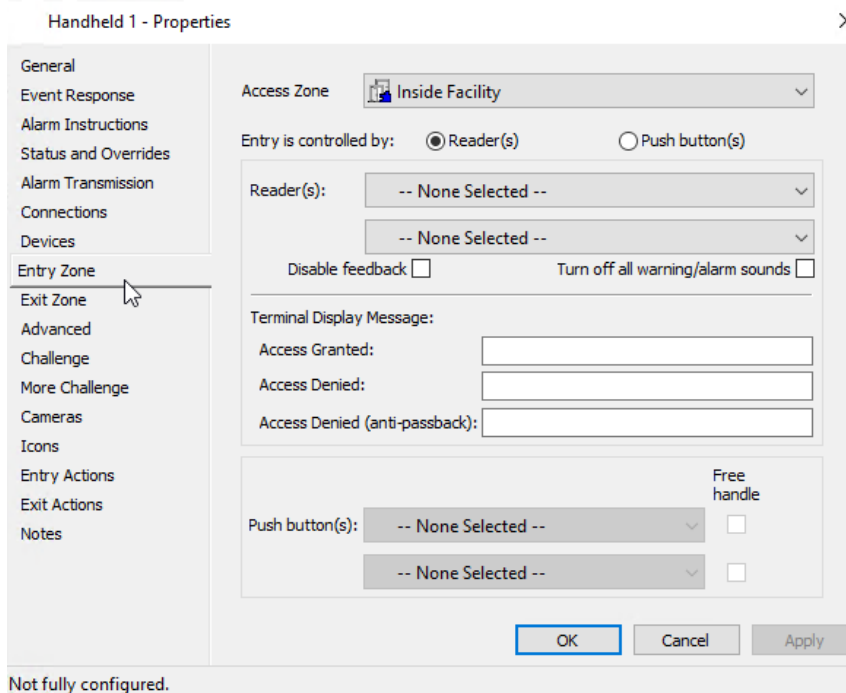 Handheld 1 - Properties
General
Event Response
Alarm Instructions
Status and Overrides
Alarm Transmission
Connections
Devices
Entry Zone
Exit Zone
Advanced
Challenge
More Challenge
Cameras
Icons
Entry Actions
Exit Actions
Notes
Access Zone Inside Facility
Entry is controlled by: Reader(s) Push button(s)
Reader(s): -- None Selected --
-- None Selected --
Disable feedback Turn off all warning/alarm sounds
Terminal Display Message:
Access Granted:
Access Denied:
Access Denied (anti-passback):
Free
handle
Push button(s): -- None Selected --
-- None Selected --
OK Cancel Apply
Not fully configured.